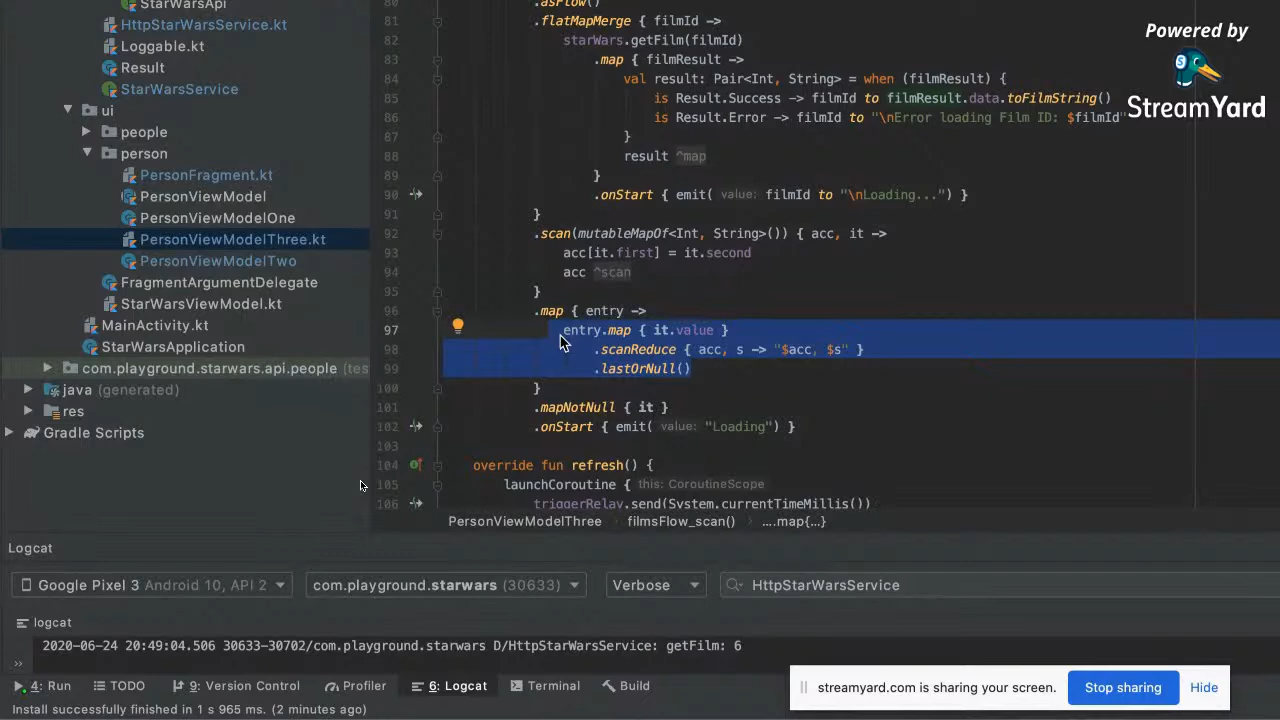 StarWarsApi
HttpStarWarsService.kt
Loggable.kt
Result
StarWarsService
ui
people
person
PersonFragment.kt
PersonViewModel
PersonViewModelOne
PersonViewModelThree.kt
PersonViewModelTwo
FragmentArgumentDelegate
StarWarsViewModel.kt
MainActivity.kt
StarWarsApplication
com.playground.starwars.api.people (tes
java (generated)
res
Gradle Scripts
80 .asFlow()
81 .flatMapMerge { filmId ->
82 starWars.getFilm(filmId)
83 .map { filmResult ->
84 val result: Pair<Int, String> = when (filmResult) {
85 is Result.Success -> filmId to filmResult.data.toFilmString()
86 is Result.Error -> filmId to "\nError loading Film ID: $filmId"
87 }
88 result ^map
89 }
90 .onStart { emit( value: filmId to "\nLoading...") }
91 }
92 .scan(mutableMapOf<Int, String>()) { acc, it ->
93 acc[it.first] = it.second
94 acc ^scan
95 }
96 .map { entry ->
97 entry.map { it.value }
98 .scanReduce { acc, s -> "$acc, $s" }
99 .lastOrNull()
100 }
101 .mapNotNull { it }
102 .onStart { emit( value: "Loading") }
103
104 override fun refresh() {
105 launchCoroutine { this: CoroutineScope
106 triggerRelay.send(System.currentTimeMillis())
PersonViewModelThree filmsFlow_scan() ....map{...}
Powered by
StreamYard
Logcat
Google Pixel 3 Android 10, API 2 com.playground.starwars (30633) Verbose HttpStarWarsService
logcat
2020-06-24 20:49:04.506 30633-30702/com.playground.starwars D/HttpStarWarsService: getFilm: 6
4: Run TODO 9: Version Control Profiler 6: Logcat Terminal Build
streamyard.com is sharing your screen. Stop sharing Hide
Install successfully finished in 1 s 965 ms. (2 minutes ago)